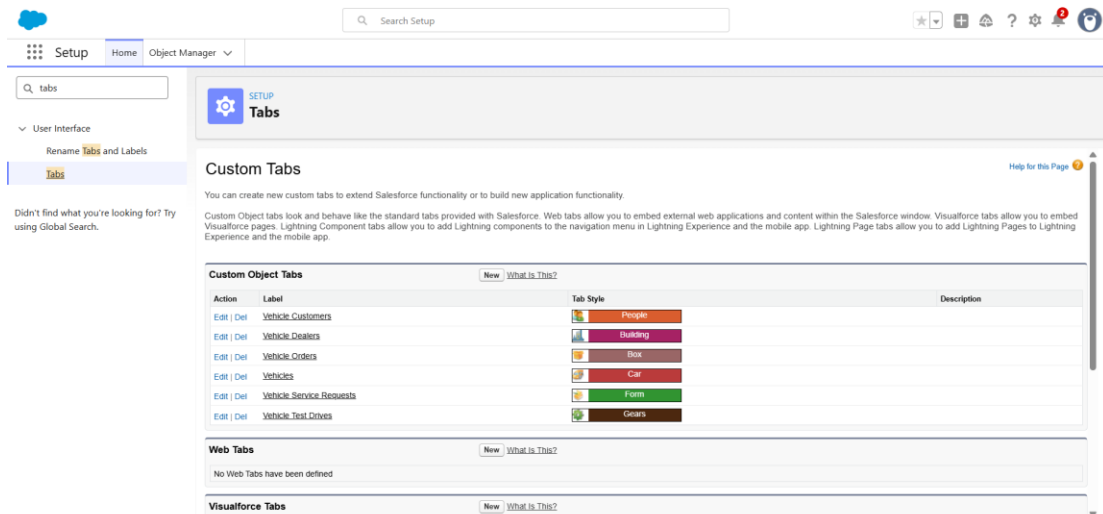 Search Setup
2
Setup
Home
Object Manager
tabs
User Interface
Rename Tabs and Labels
Tabs
Didn't find what you're looking for? Try
using Global Search.
SETUP
Tabs
Custom Tabs
Help for this Page
You can create new custom tabs to extend Salesforce functionality or to build new application functionality.
Custom Object tabs look and behave like the standard tabs provided with Salesforce. Web tabs allow you to embed external web applications and content within the Salesforce window. Visualforce tabs allow you to embed
Visualforce pages. Lightning Component tabs allow you to add Lightning components to the navigation menu in Lightning Experience and the mobile app. Lightning Page tabs allow you to add Lightning Pages to Lightning
Experience and the mobile app.
Custom Object Tabs New What Is This?
Action Label Tab Style Description
Edit | Del Vehicle Customers People
Edit | Del Vehicle Dealers Building
Edit | Del Vehicle Orders Box
Edit | Del Vehicles Car
Edit | Del Vehicle Service Requests Form
Edit | Del Vehicle Test Drives Gears
Web Tabs New What Is This?
No Web Tabs have been defined
Visualforce Tabs New What Is This?